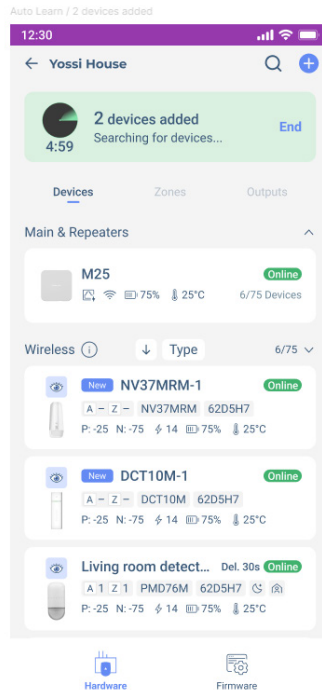 Auto Learn / 2 devices added
12:30
Yossi House
2 devices added
Searching for devices...
4:59
End
Devices Zones Outputs
Main & Repeaters
M25 Online
75% 25°C 6/75 Devices
Wireless Type 6/75
New NV37MRM-1 Online
A – Z – NV37MRM 62D5H7
P:-25 N:-75 14 75% 25°C
New DCT10M-1 Online
A – Z – DCT10M 62D5H7
P:-25 N:-75 14 75% 25°C
Living room detect... Del. 30s Online
A 1 Z 1 PMD76M 62D5H7
P:-25 N:-75 14 75% 25°C
Hardware Firmware